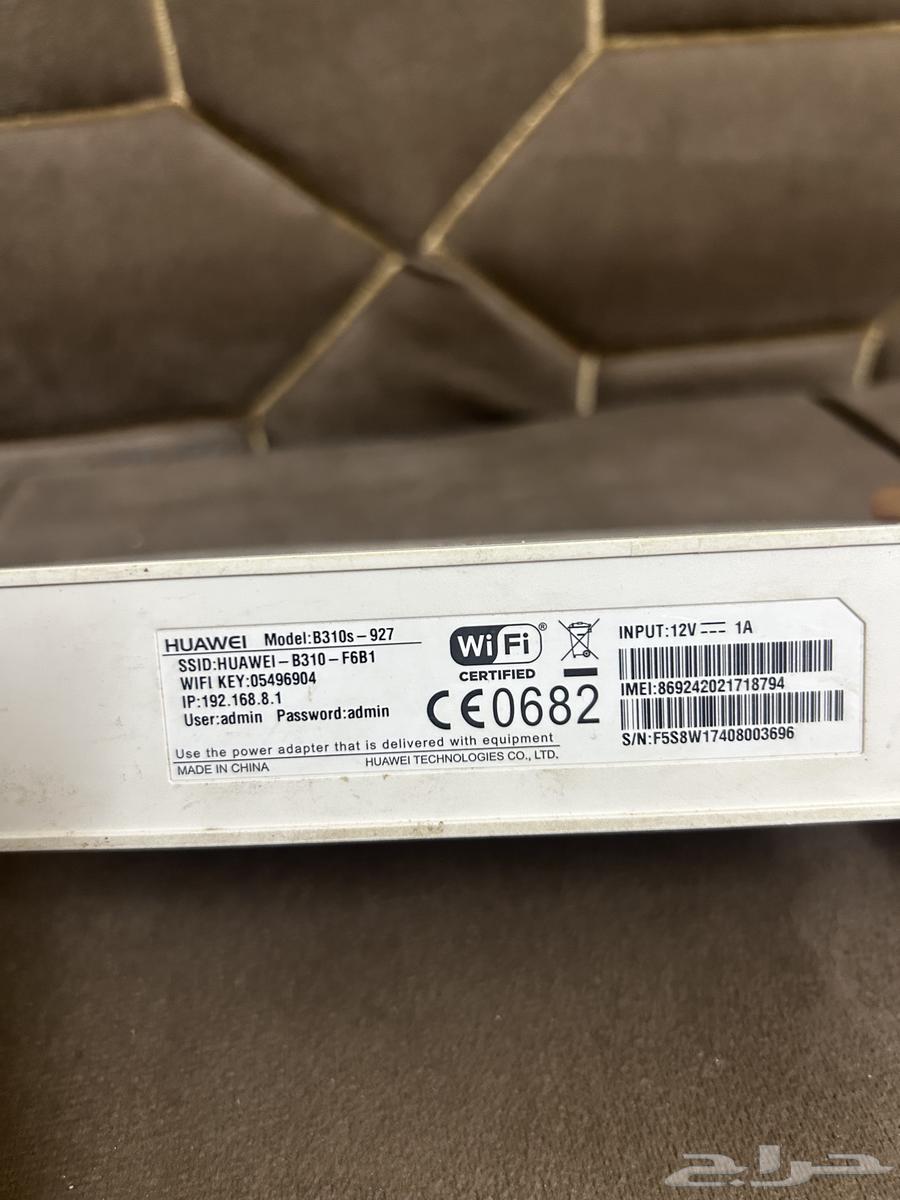 HUAWEI Model:B310s-927
SSID:HUAWEI-B310-F6B1
WIFI KEY:05496904
IP:192.168.8.1
User:admin Password:admin
Use the power adapter that is delivered with equipment
MADE IN CHINA HUAWEI TECHNOLOGIES CO., LTD.
Wi Fi ®
CERTIFIED
CE0682
INPUT:12V ⎓ 1A
IMEI:869242021718794
S/N:F5S8W17408003696
حراج